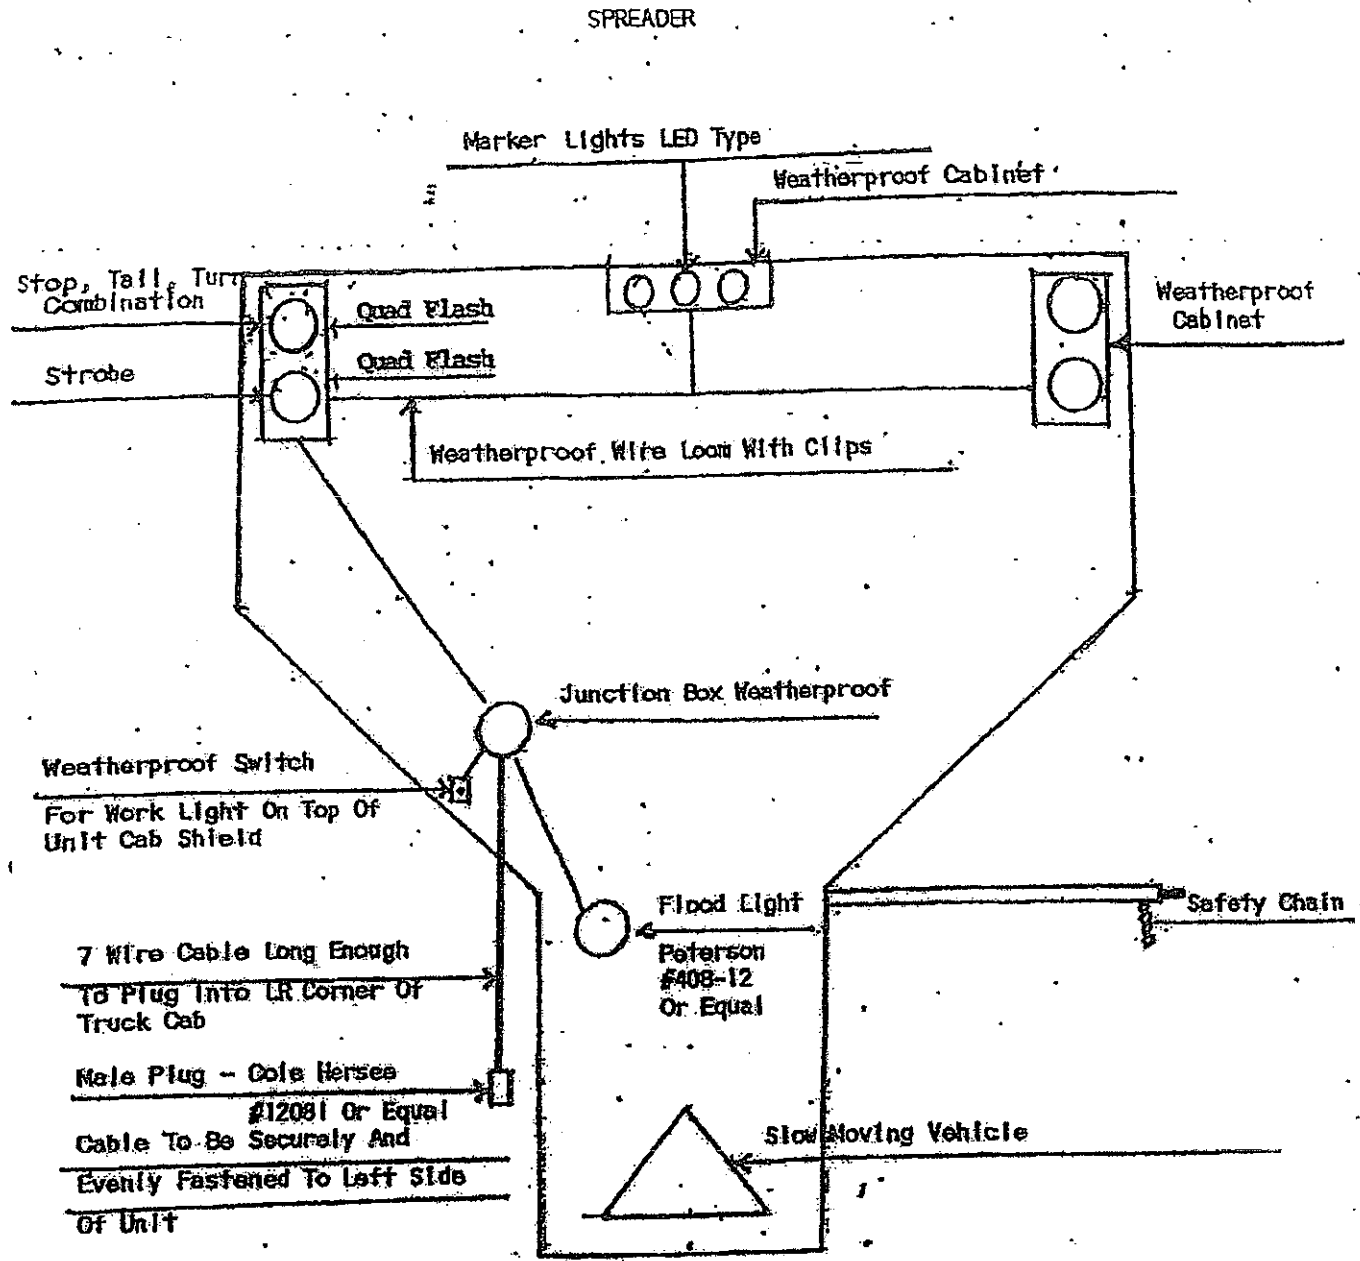 SPREADER
Marker Lights LED Type
Weatherproof Cabinet
Stop, Tail, Turn
Combination
Quad Flash
Weatherproof
Cabinet
Strobe
Quad Flash
Weatherproof Wire Loom With Clips
Junction Box Weatherproof
Weatherproof Switch
For Work Light On Top Of
Unit Cab Shield
Flood Light
Peterson
#408-12
Or Equal
Safety Chain
7 Wire Cable Long Enough
To Plug Into LR Corner Of
Truck Cab
Male Plug - Cole Hersee
#12081 Or Equal
Cable To Be Securely And
Evenly Fastened To Left Side
Of Unit
Slow Moving Vehicle